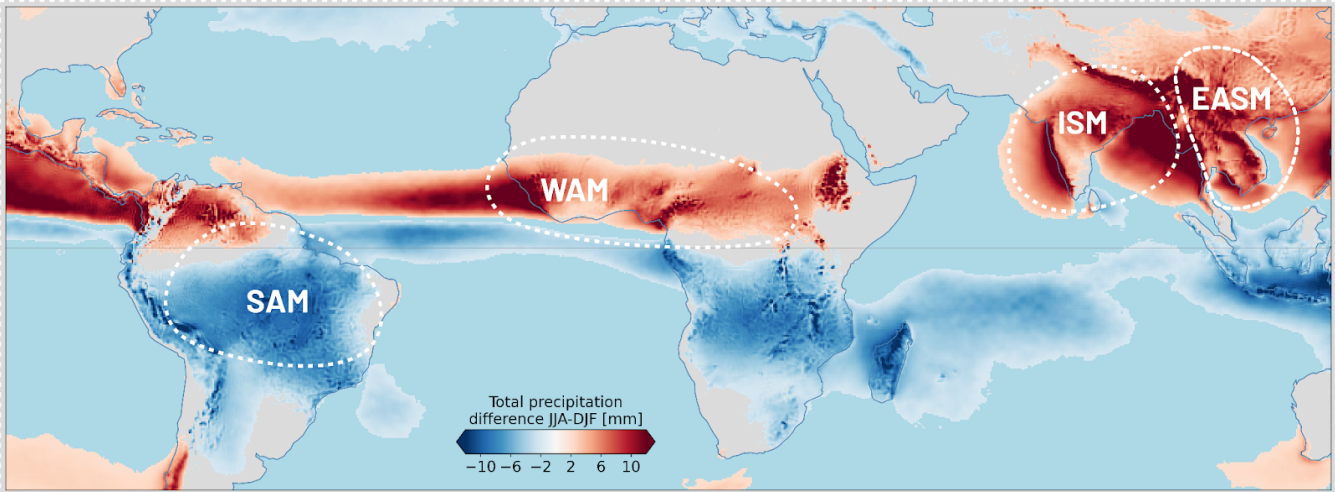 EASM
ISM
WAM
SAM
Total precipitation
difference JJA-DJF [mm]
−10 −6 −2 2 6 10